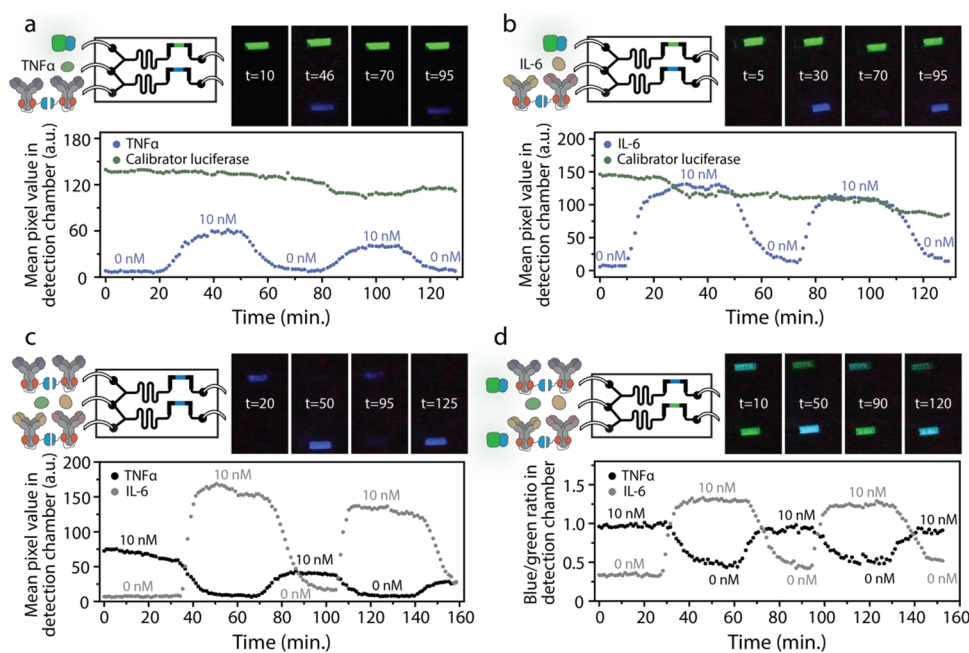 a
TNFα
t=10
t=46
t=70
t=95
Mean pixel value in
detection chamber (a.u.)
180
120
60
0
TNFα
Calibrator luciferase
0 nM
10 nM
0 nM
10 nM
0 nM
0
20
40
60
80
100
120
Time (min.)
b
IL-6
t=5
t=30
t=70
t=95
Mean pixel value in
detection chamber (a.u.)
200
150
100
50
0
IL-6
Calibrator luciferase
0 nM
10 nM
0 nM
10 nM
0 nM
0
20
40
60
80
100
120
Time (min.)
c
t=20
t=50
t=95
t=125
Mean pixel value in
detection chamber (a.u.)
200
150
100
50
0
TNFα
IL-6
10 nM
0 nM
10 nM
10 nM
0 nM
10 nM
0 nM
10 nM
0
20
40
60
80
100
120
140
160
Time (min.)
d
t=10
t=50
t=90
t=120
Blue/green ratio in
detection chamber
1.5
1.0
0.5
0
TNFα
IL-6
10 nM
0 nM
10 nM
0 nM
10 nM
0 nM
10 nM
0 nM
10 nM
0 nM
0
20
40
60
80
100
120
140
160
Time (min.)